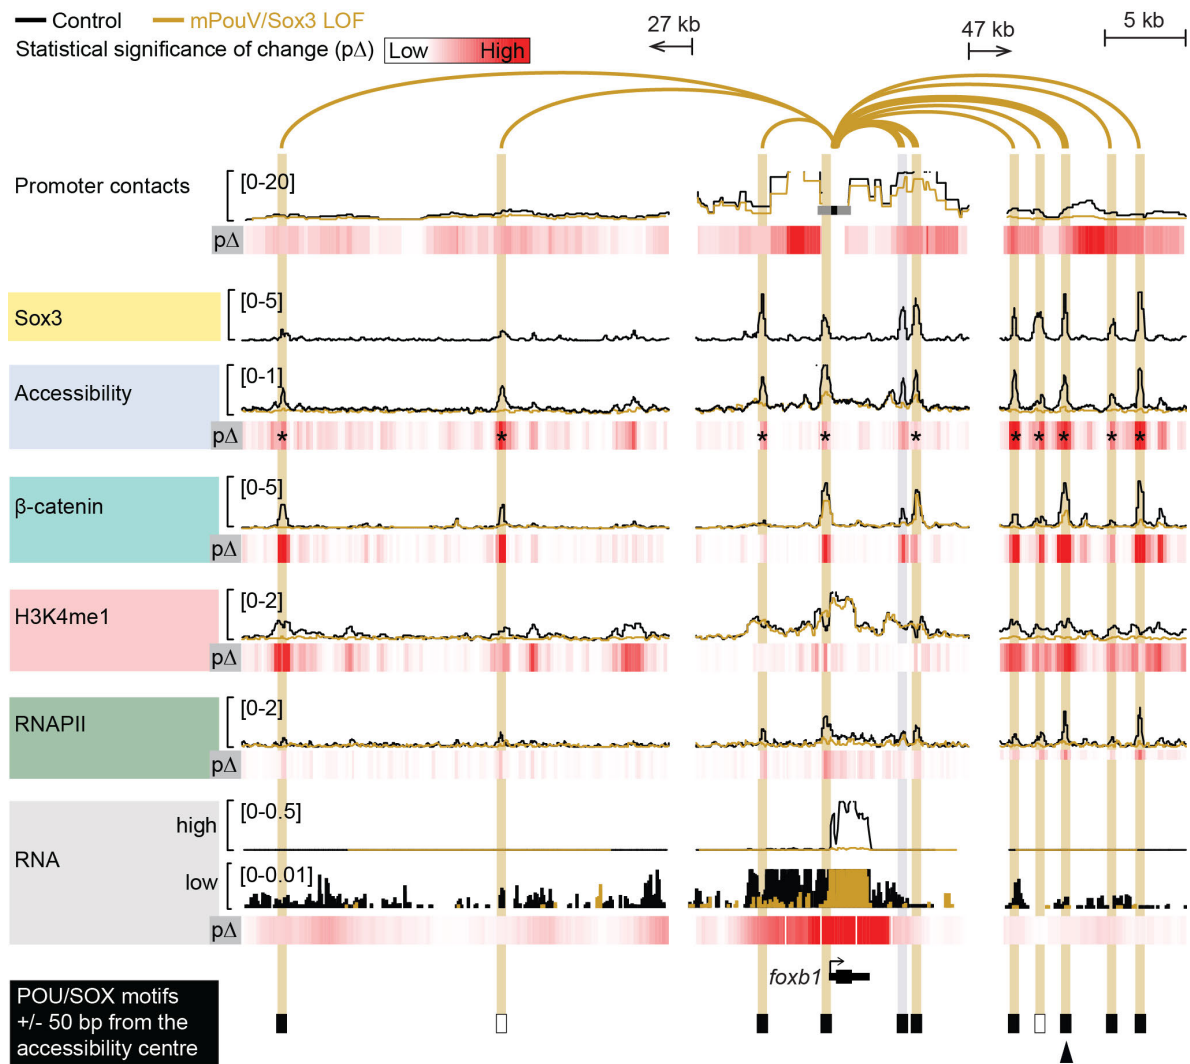 Control mPouV/Sox3 LOF 27 kb 47 kb 5 kb
Statistical significance of change (pΔ) Low High
Promoter contacts [0-20]
pΔ
Sox3 [0-5]
Accessibility [0-1]
pΔ * * * * * * * * * *
β-catenin [0-5]
pΔ
H3K4me1 [0-2]
pΔ
RNAPII [0-2]
pΔ
high [0-0.5]
RNA
low [0-0.01]
pΔ
foxb1
POU/SOX motifs
+/- 50 bp from the
accessibility centre